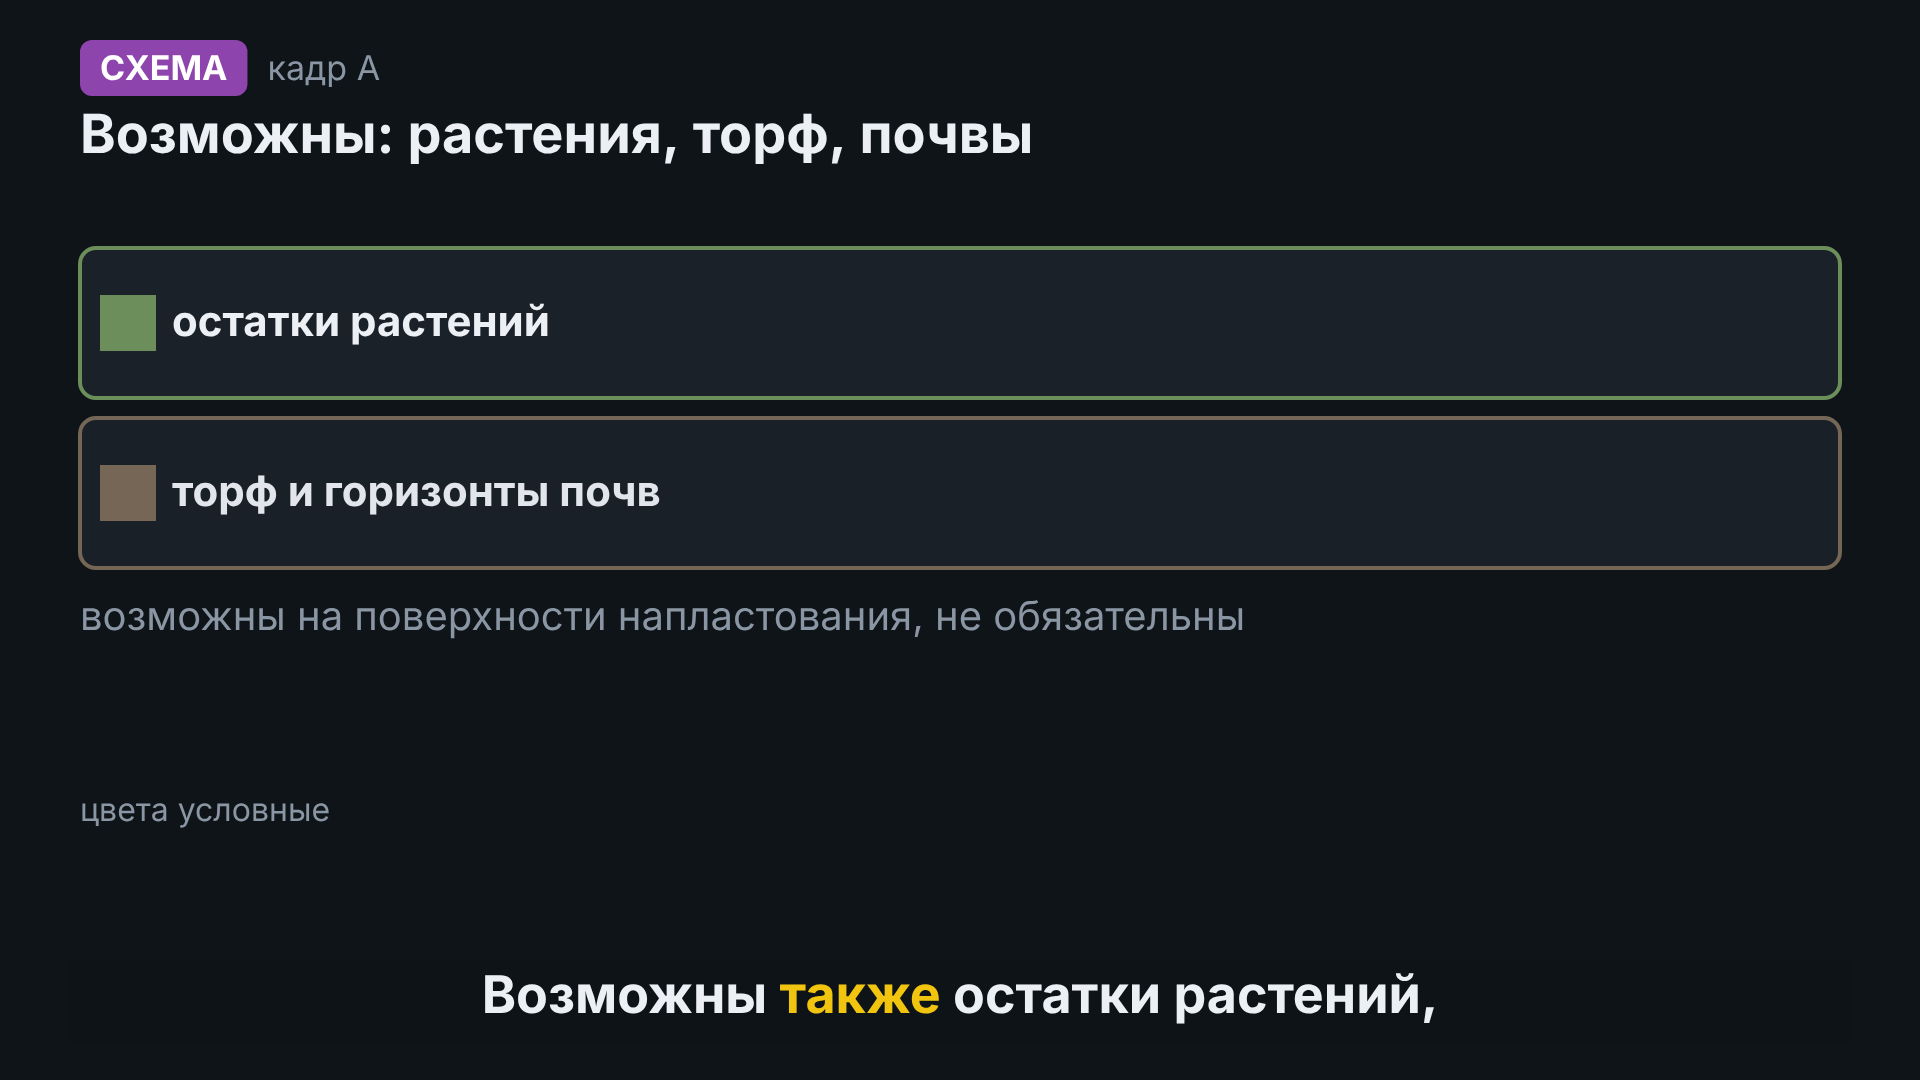 СХЕМА кадр А
Возможны: растения, торф, почвы
остатки растений
торф и горизонты почв
возможны на поверхности напластования, не обязательны
цвета условные
Возможны также остатки растений,